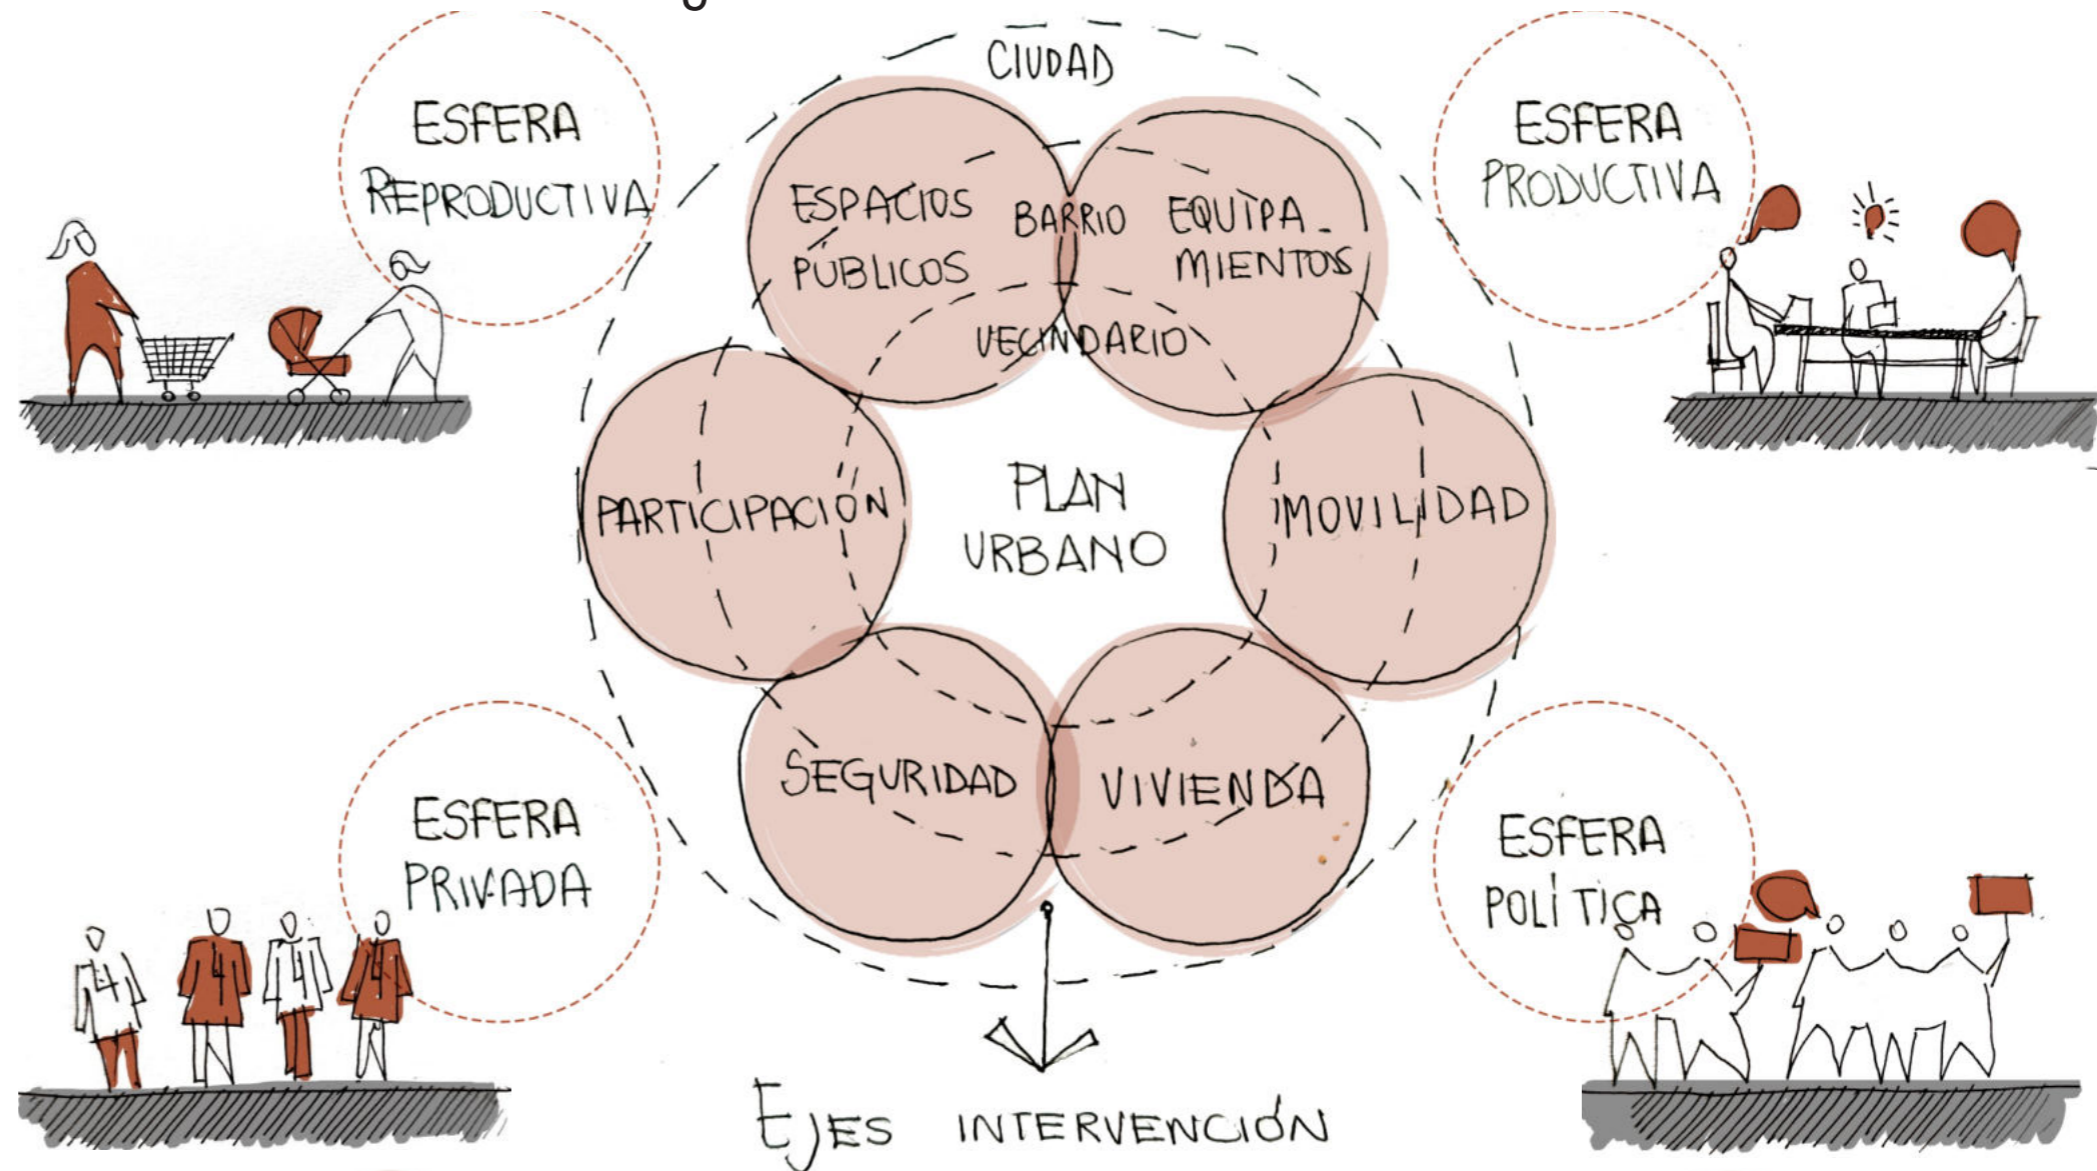 CIUDAD
ESFERA
REPRODUCTIVA
ESFERA
PRODUCTIVA
ESPACIOS
PÚBLICOS
BARRIO
EQUIPA-
MIENTOS
VECINDARIO
PARTICIPACIÓN
PLAN
URBANO
MOVILIDAD
SEGURIDAD
VIVIENDA
ESFERA
PRIVADA
ESFERA
POLÍTICA
EJES INTERVENCIÓN